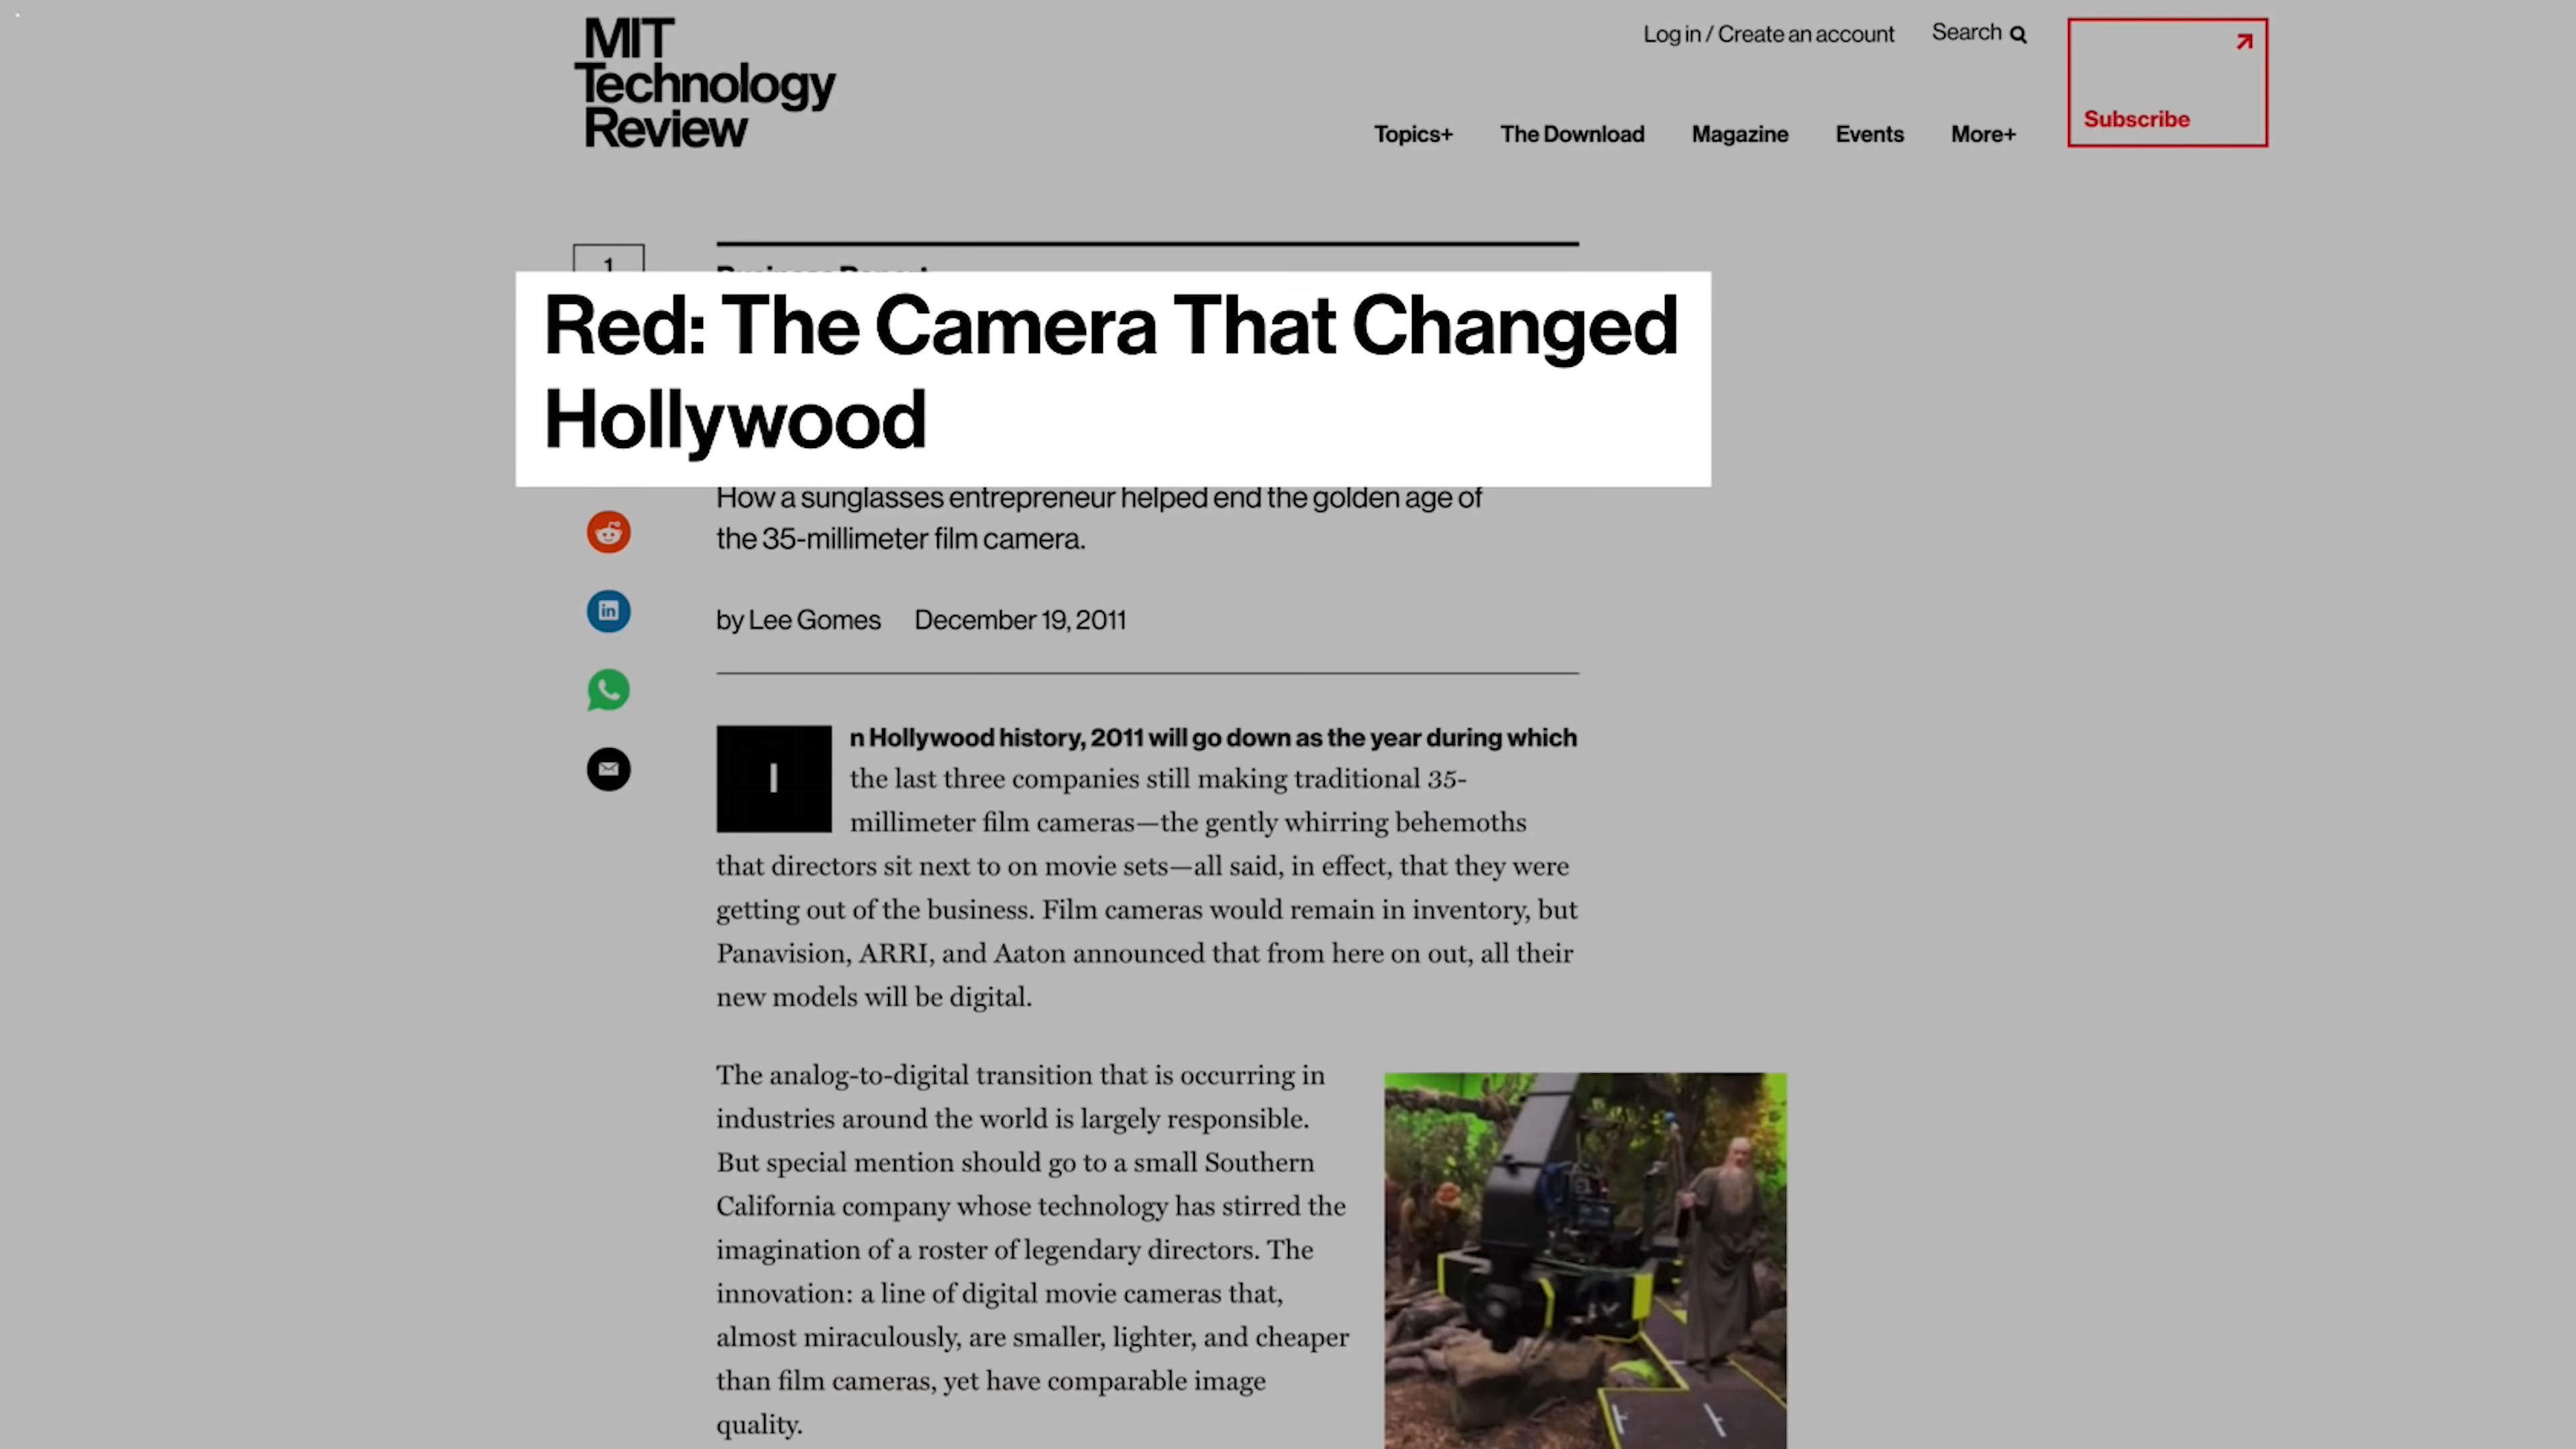 MIT
Technology
Review
Log in / Create an account
Search
Subscribe
Topics+
The Download
Magazine
Events
More+
1
Business Report
Red: The Camera That Changed
Hollywood
How a sunglasses entrepreneur helped end the golden age of
the 35-millimeter film camera.
by Lee Gomes December 19, 2011
in
In Hollywood history, 2011 will go down as the year during which
the last three companies still making traditional 35-
millimeter film cameras—the gently whirring behemoths
that directors sit next to on movie sets—all said, in effect, that they were
getting out of the business. Film cameras would remain in inventory, but
Panavision, ARRI, and Aaton announced that from here on out, all their
new models will be digital.
The analog-to-digital transition that is occurring in
industries around the world is largely responsible.
But special mention should go to a small Southern
California company whose technology has stirred the
imagination of a roster of legendary directors. The
innovation: a line of digital movie cameras that,
almost miraculously, are smaller, lighter, and cheaper
than film cameras, yet have comparable image
quality.